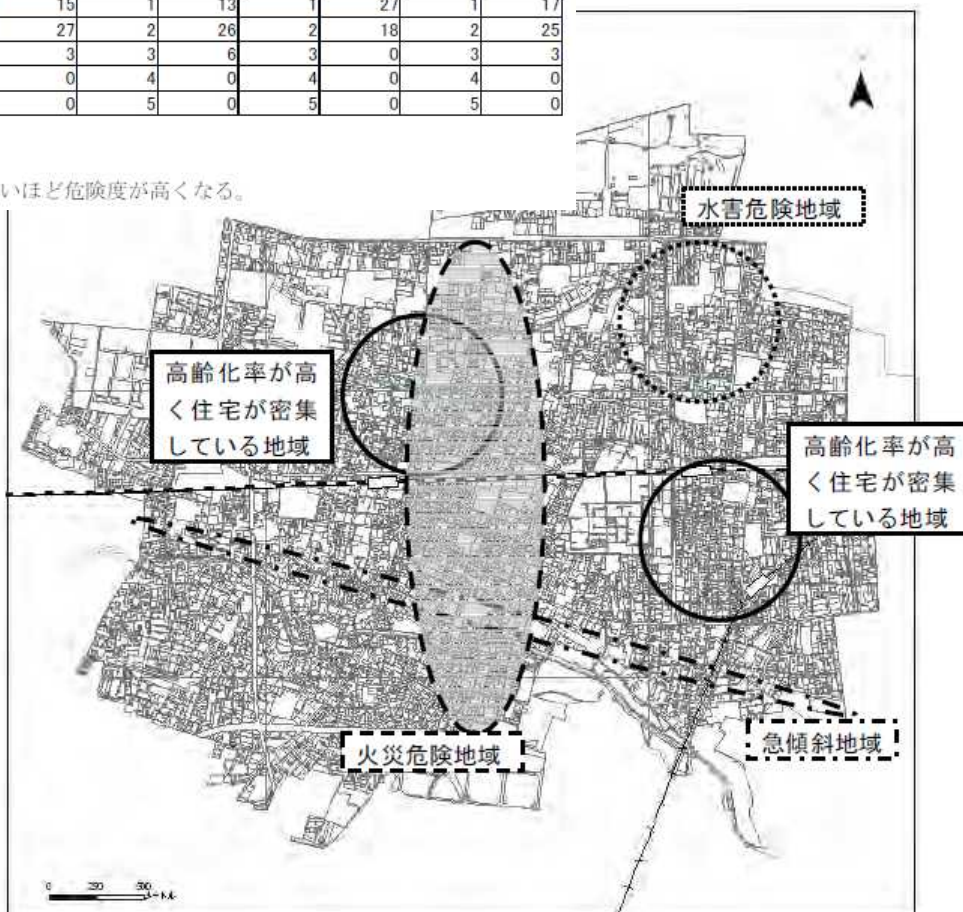 15 1 13 1 27 1 17
27 2 26 2 18 2 25
3 3 6 3 0 3 3
0 4 0 4 0 4 0
0 5 0 5 0 5 0
いほど危険度が高くなる。
水害危険地域
高齢化率が高
く住宅が密集
している地域
高齢化率が高
く住宅が密集
している地域
火災危険地域
急傾斜地域
0 250 500
メートル